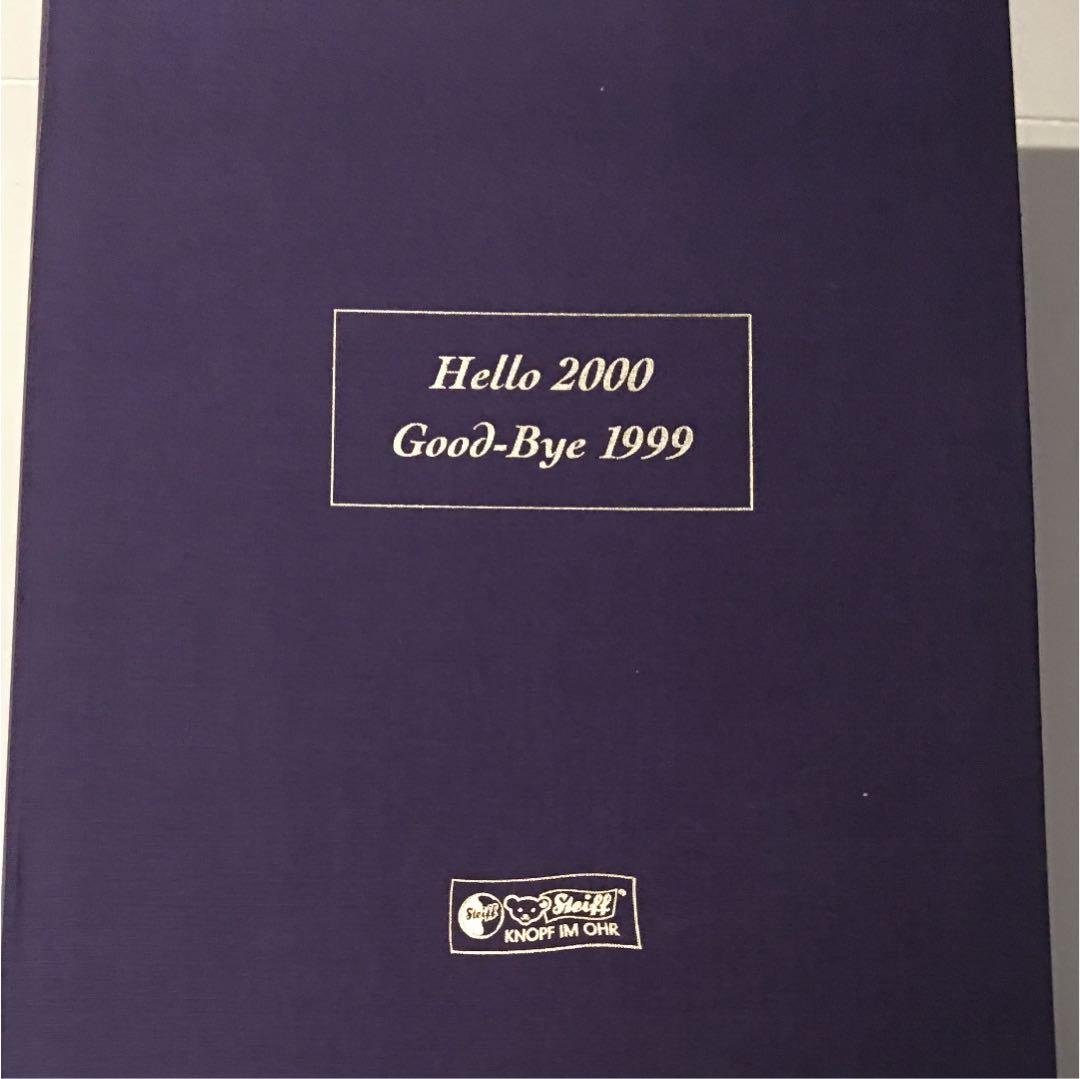 Hello 2000
Good-Bye 1999
Steiff Steiff
KNOPF IM OHR